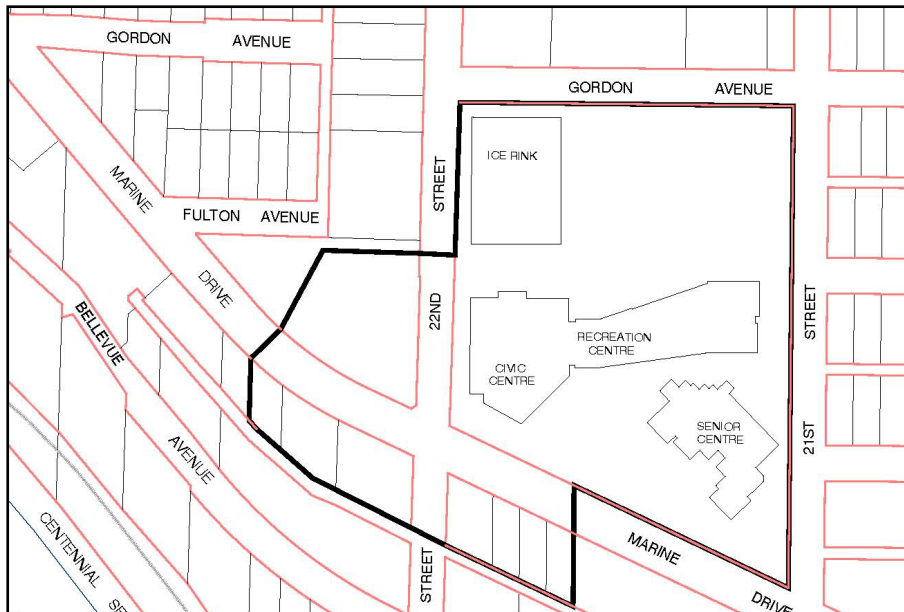 GORDON AVENUE
GORDON AVENUE
ICE RINK
MARINE
STREET
FULTON AVENUE
DRIVE
BELLEVUE
22ND
STREET
RECREATION
CENTRE
CIVIC
CENTRE
SENIOR
CENTRE
21ST
AVENUE
CENTENNIAL
MARINE
STREET
DRIVE